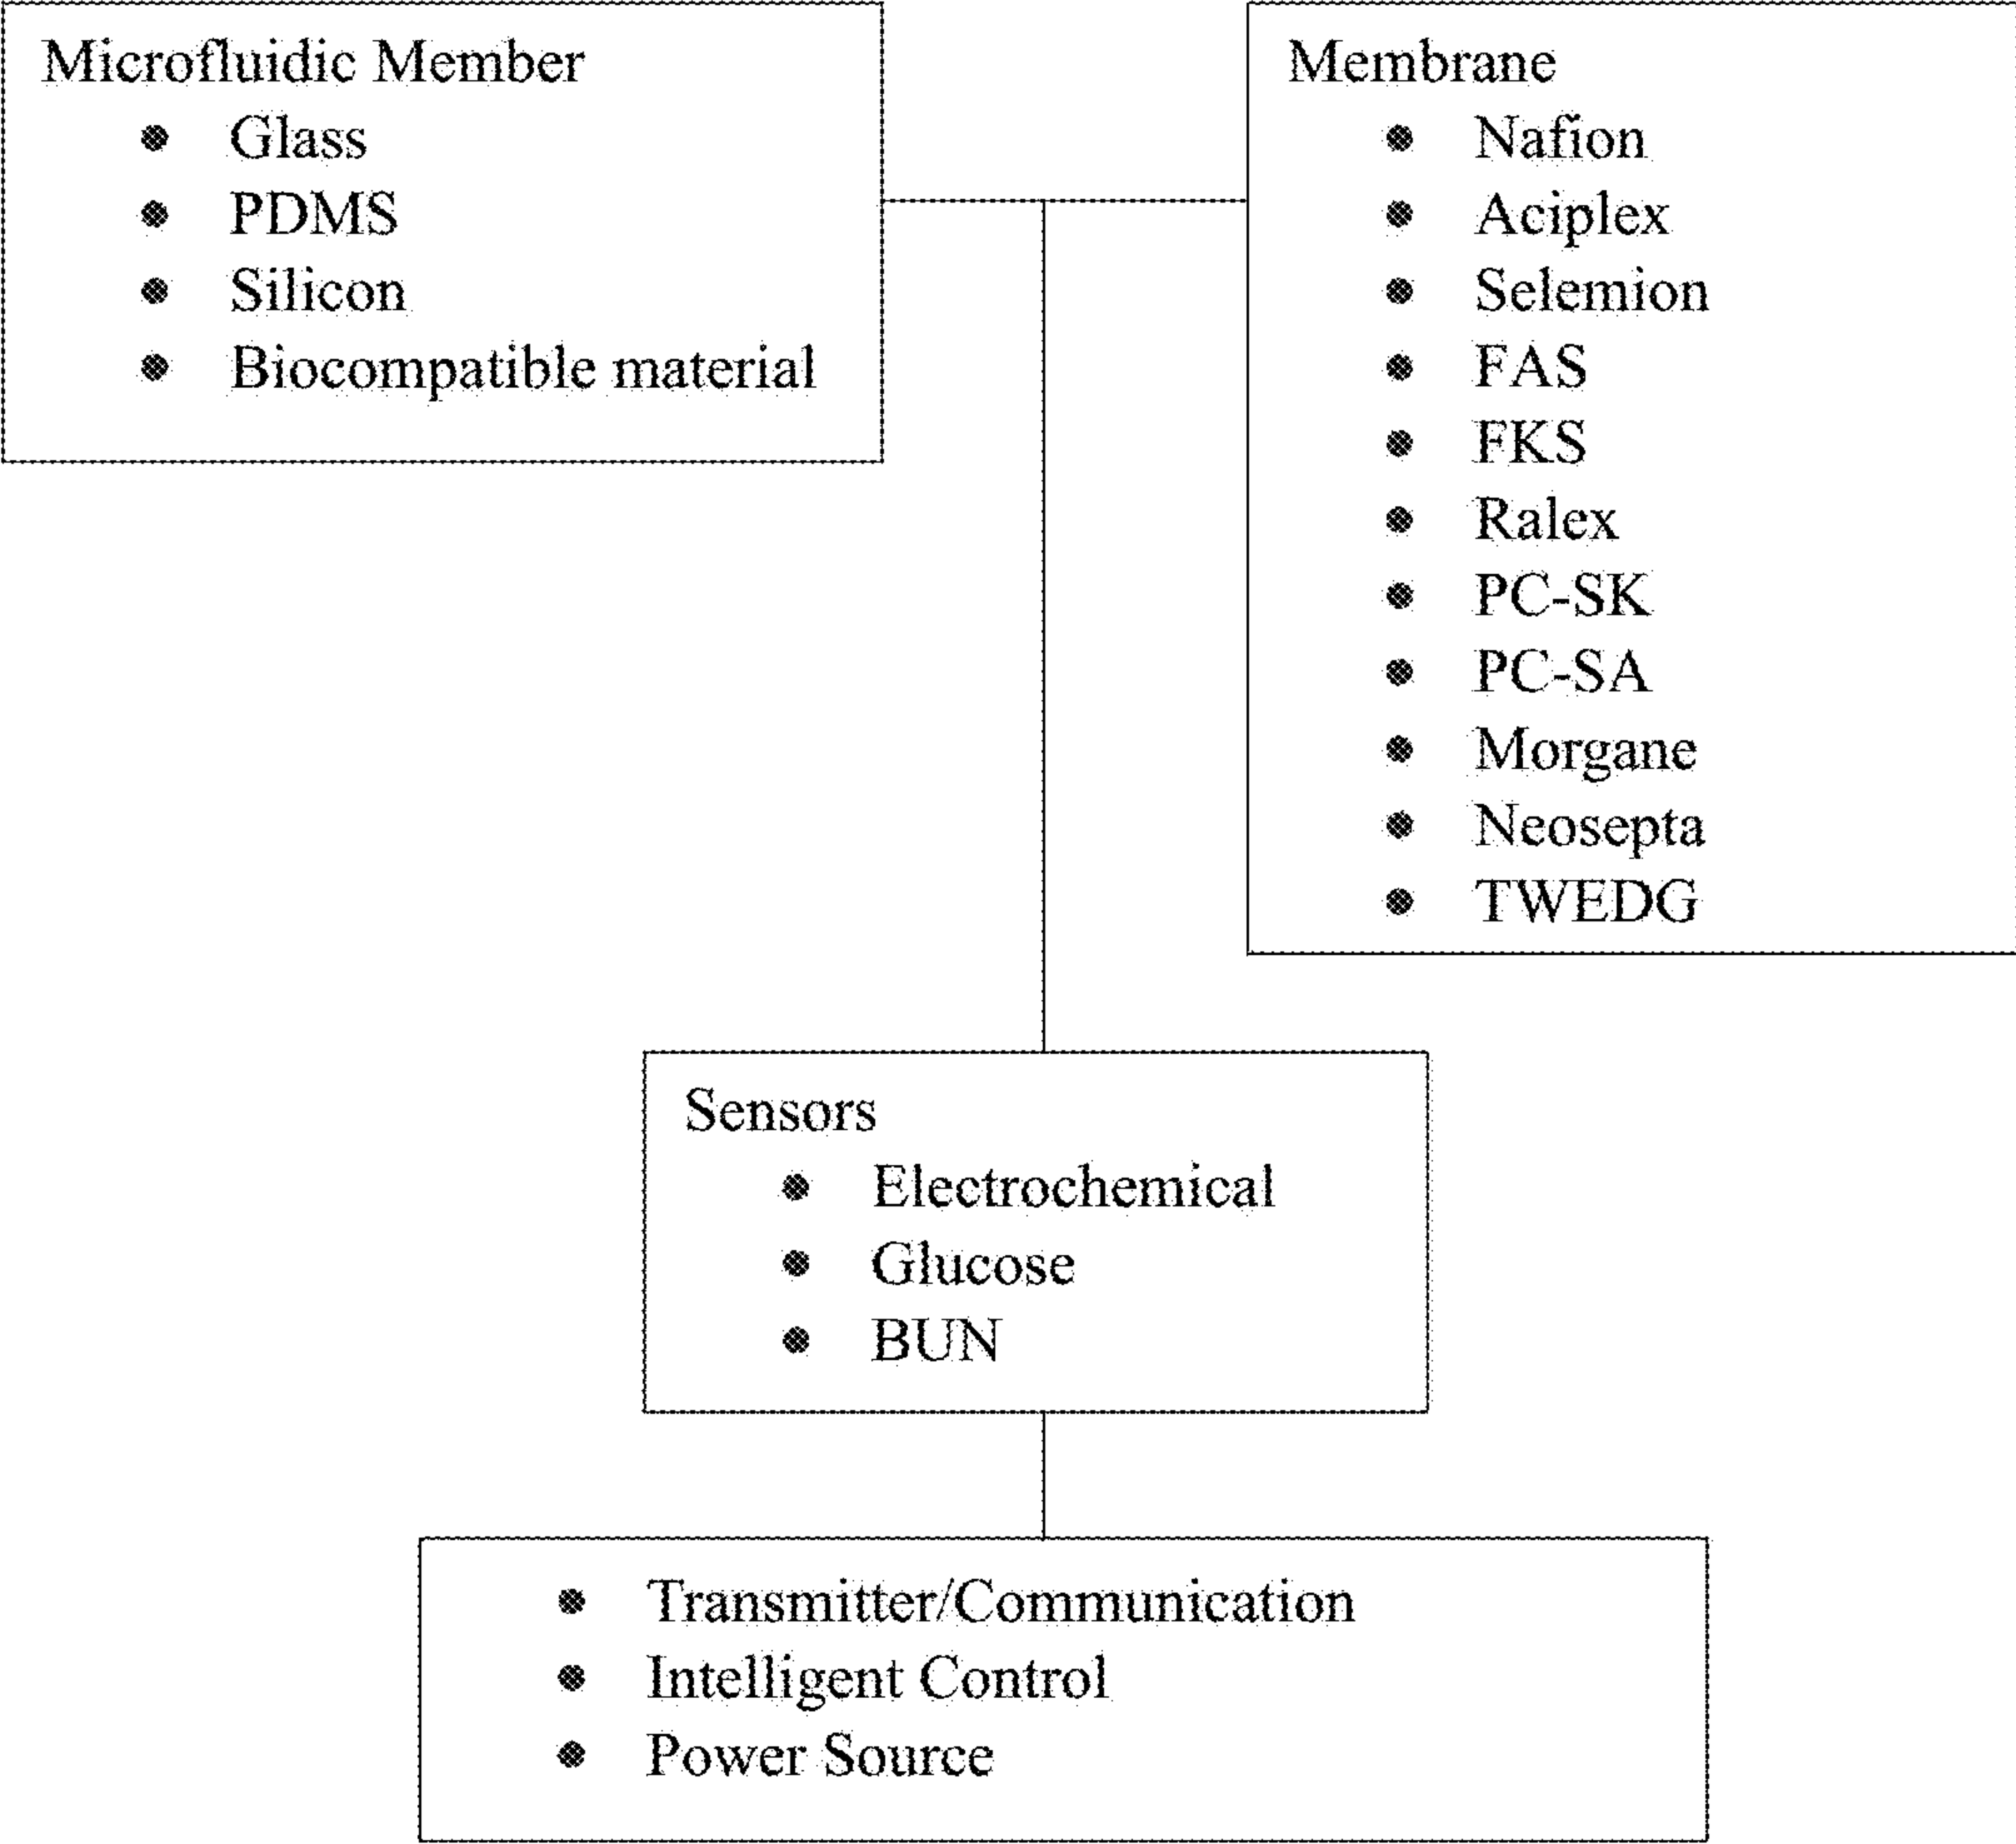 Microfluidic Member
Glass
PDMS
Silicon
Biocompatible material
Membrane
Nafion
Aciplex
Selemion
FAS
FKS
Ralex
PC-SK
PC-SA
Morgane
Neosepta
TWEDG
Sensors
Electrochemical
Glucose
BUN
Transmitter/Communication
Intelligent Control
Power Source